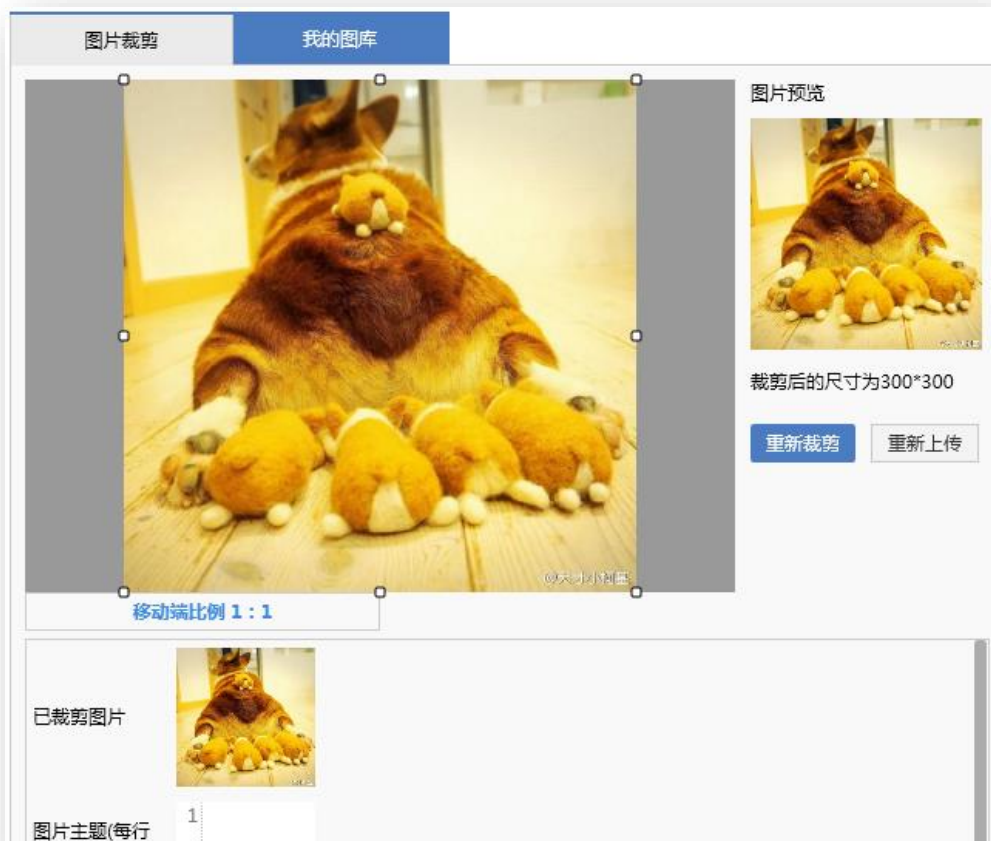 图片裁剪
我的图库
图片预览
裁剪后的尺寸为300*300
重新裁剪
重新上传
移动端比例 1：1
已裁剪图片
1
图片主题(每行